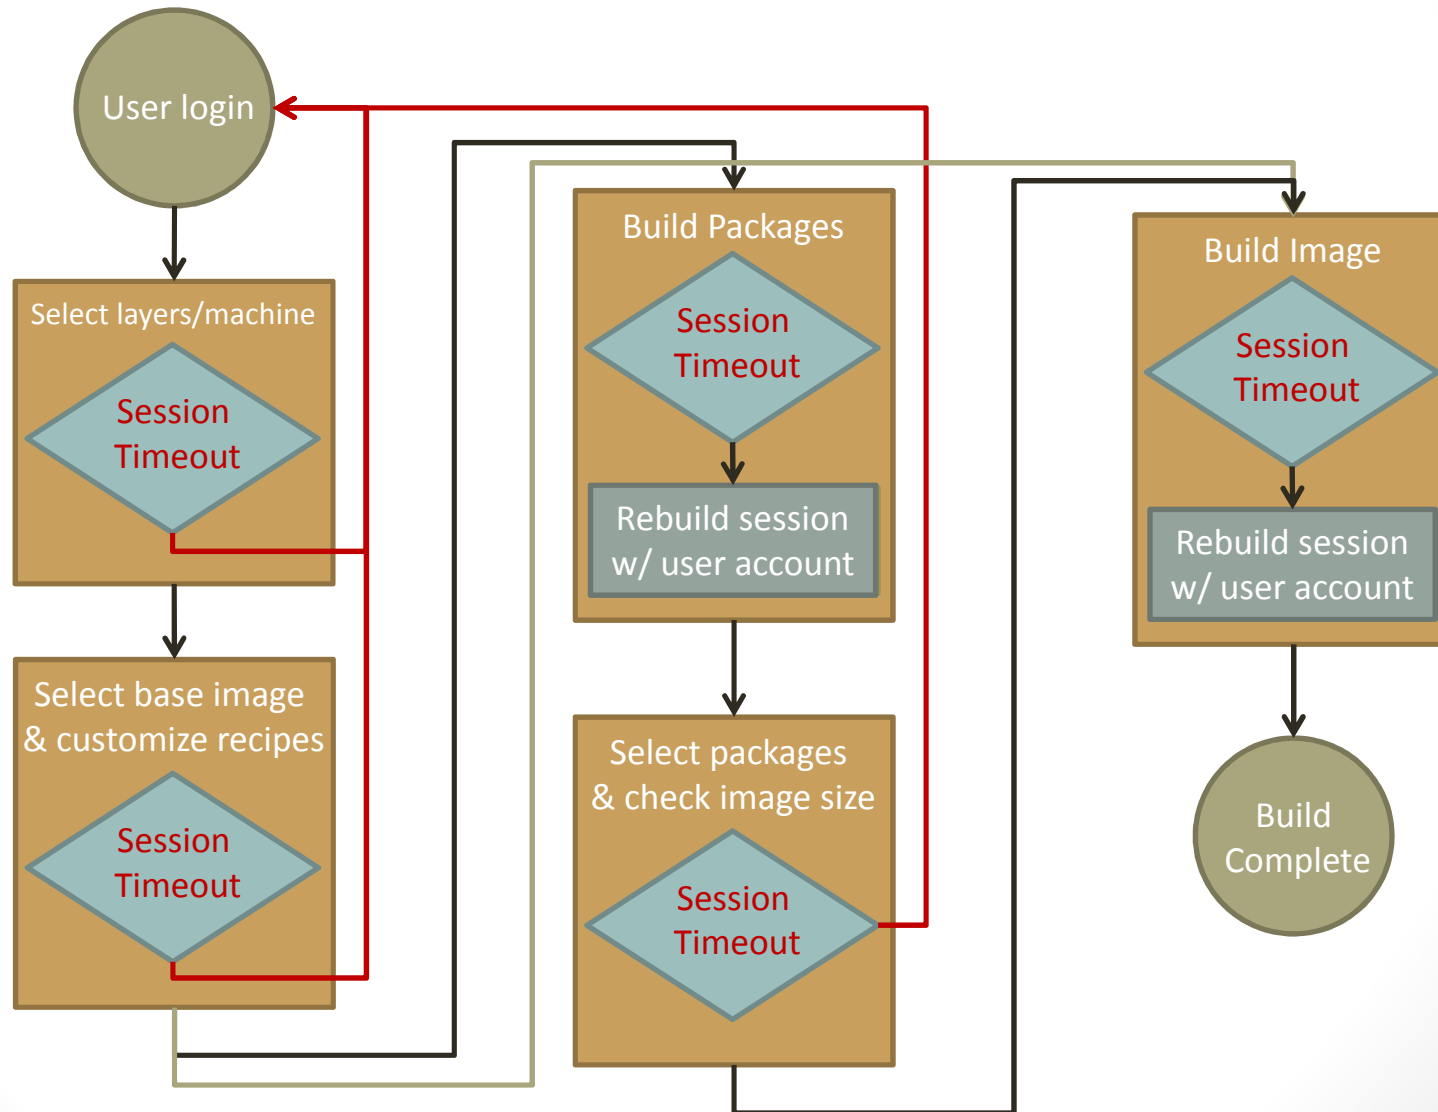 User login
Select layers/machine
Session
Timeout
Select base image
& customize recipes
Session
Timeout
Build Packages
Session
Timeout
Rebuild session
w/ user account
Select packages
& check image size
Session
Timeout
Build Image
Session
Timeout
Rebuild session
w/ user account
Build
Complete